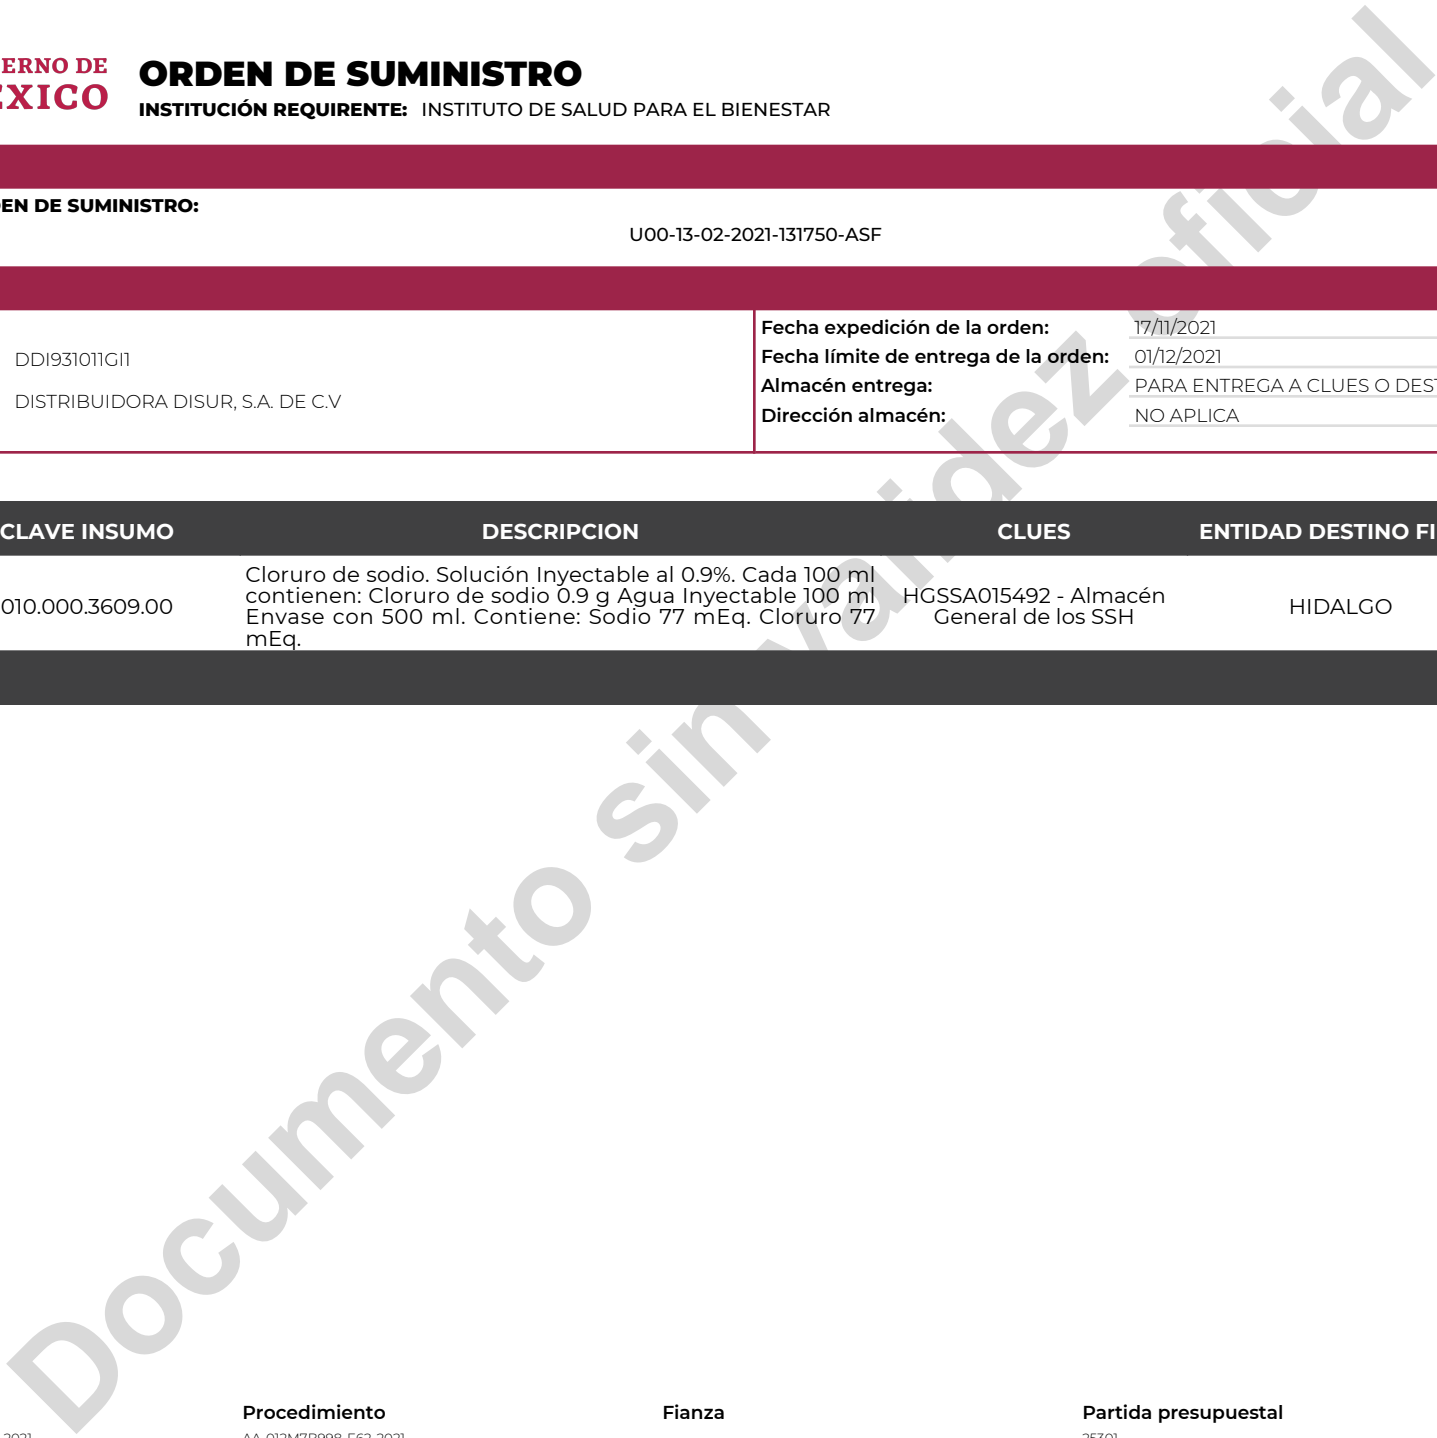 ERNO DE
ÉXICO
ORDEN DE SUMINISTRO
INSTITUCIÓN REQUIRENTE: INSTITUTO DE SALUD PARA EL BIENESTAR
EN DE SUMINISTRO:
U00-13-02-2021-131750-ASF
DDI931011GI1
DISTRIBUIDORA DISUR, S.A. DE C.V
Fecha expedición de la orden: 17/11/2021
Fecha límite de entrega de la orden: 01/12/2021
Almacén entrega: PARA ENTREGA A CLUES O DEST
Dirección almacén: NO APLICA
CLAVE INSUMO DESCRIPCION CLUES ENTIDAD DESTINO FI
010.000.3609.00
Cloruro de sodio. Solución Inyectable al 0.9%. Cada 100 ml
contienen: Cloruro de sodio 0.9 g Agua Inyectable 100 ml
Envase con 500 ml. Contiene: Sodio 77 mEq. Cloruro 77
mEq.
HGSSA015492 - Almacén
General de los SSH
HIDALGO
Documento sin validez oficial
Procedimiento Fianza Partida presupuestal